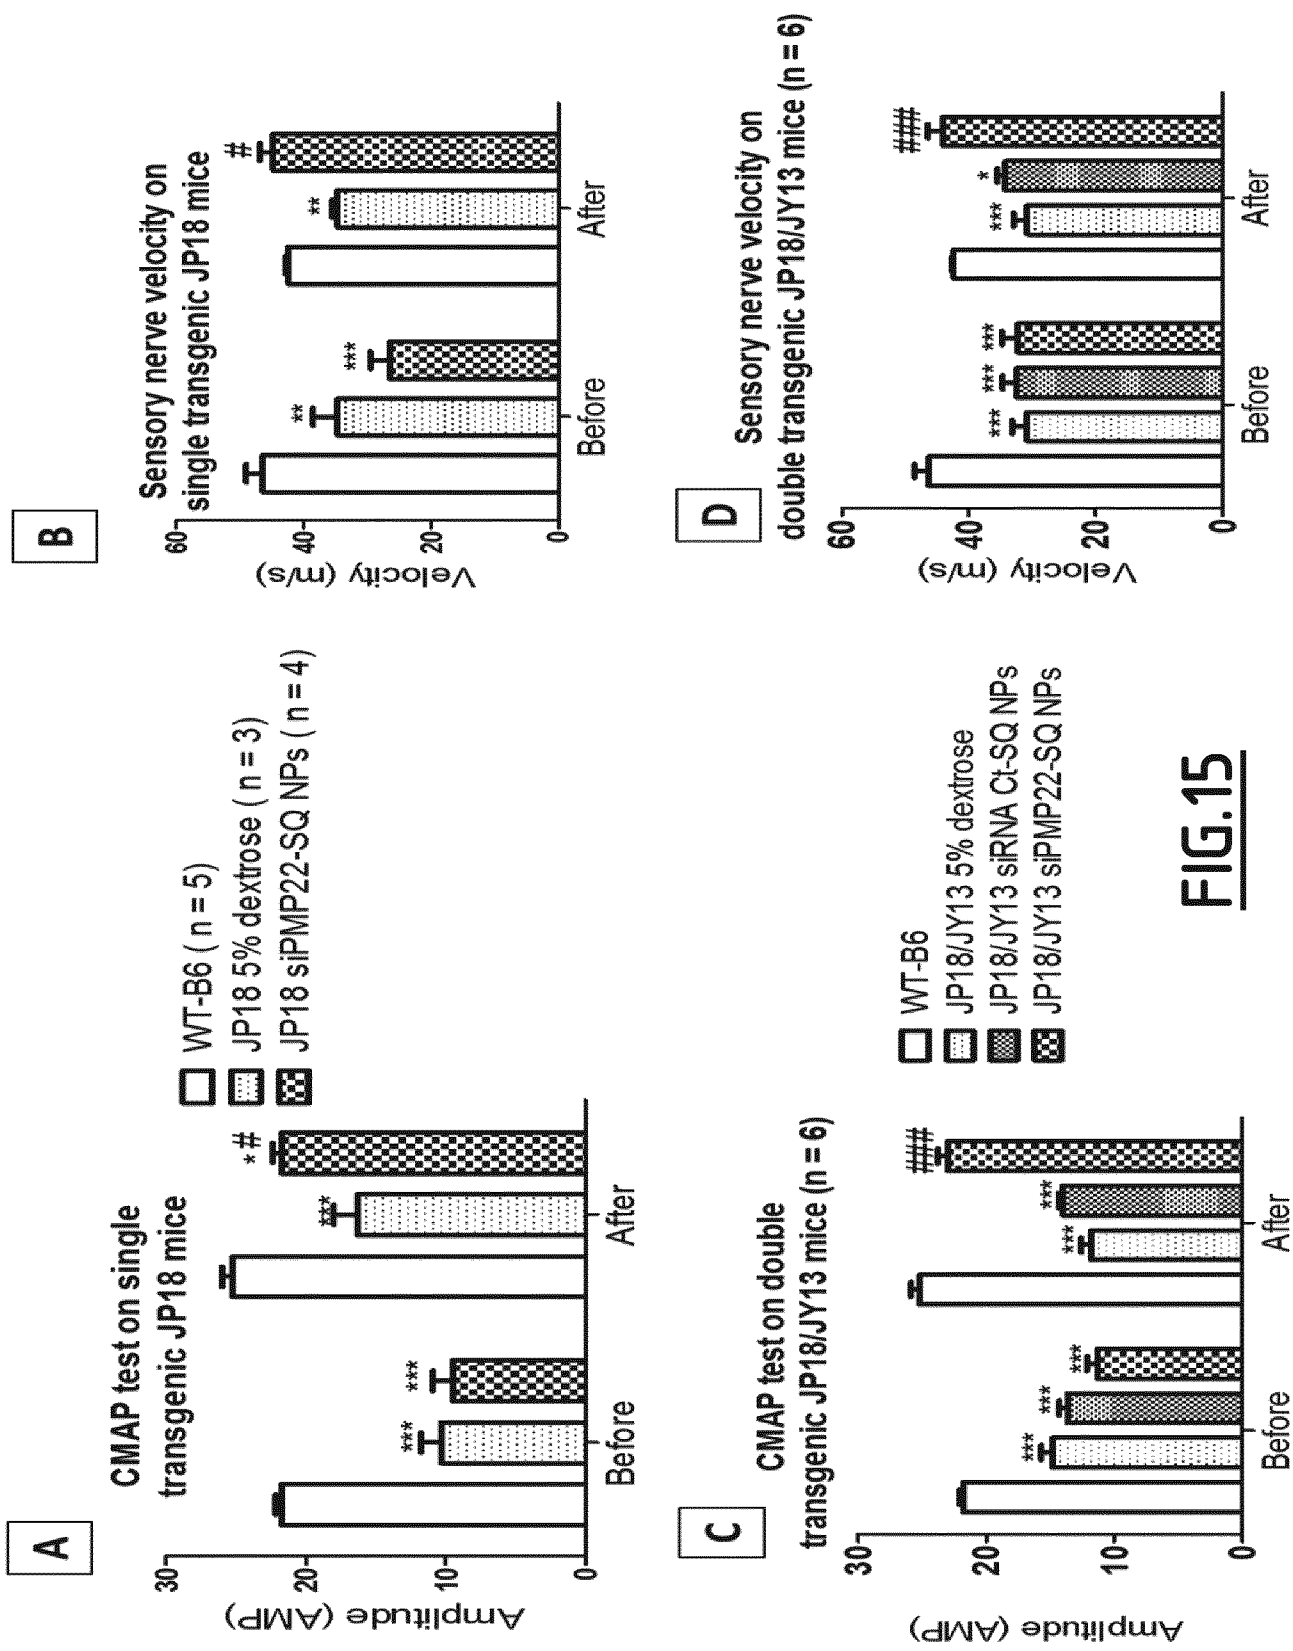 A
CMAP test on single
transgenic JP18 mice
Amplitude (AMP)
30
20
10
0
***
***
***
*#
Before
After
WT-B6 ( n = 5)
JP18 5% dextrose ( n = 3)
JP18 siPMP22-SQ NPs ( n = 4)
B
Sensory nerve velocity on
single transgenic JP18 mice
Velocity (m/s)
60
40
20
0
**
***
**
#
Before
After
C
CMAP test on double
transgenic JP18/JY13 mice (n = 6)
Amplitude (AMP)
30
20
10
0
***
***
***
***
***
###
Before
After
WT-B6
JP18/JY13 5% dextrose
JP18/JY13 siRNA Ct-SQ NPs
JP18/JY13 siPMP22-SQ NPs
D
Sensory nerve velocity on
double transgenic JP18/JY13 mice (n = 6)
Velocity (m/s)
60
40
20
0
***
***
***
***
*
###
Before
After
FIG.15